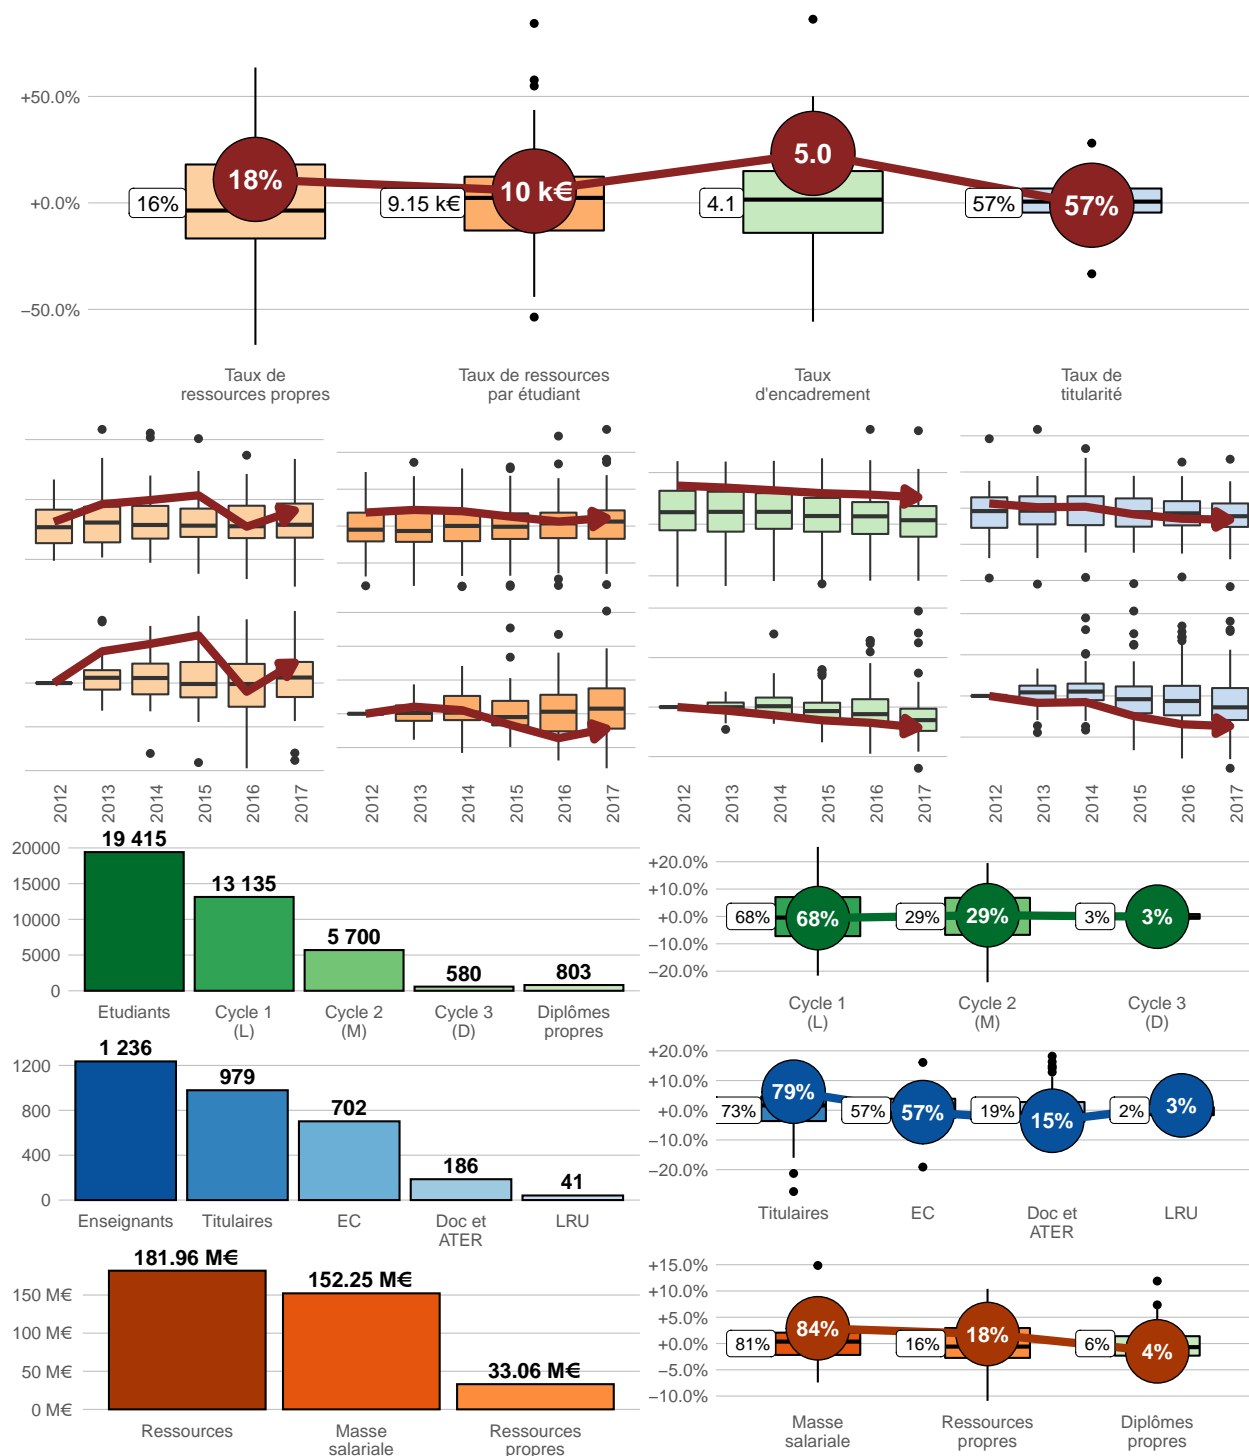 +50.0%
+0.0%
−50.0%
16%
18%
9.15 k€
10 k€
4.1
5.0
57%
57%
Taux de
ressources propres
Taux de ressources
par étudiant
Taux
d'encadrement
Taux de
titularité
2012
2013
2014
2015
2016
2017
2012
2013
2014
2015
2016
2017
2012
2013
2014
2015
2016
2017
2012
2013
2014
2015
2016
2017
20000
15000
10000
5000
0
19 415
13 135
5 700
580
803
Etudiants
Cycle 1
(L)
Cycle 2
(M)
Cycle 3
(D)
Diplômes
propres
+20.0%
+10.0%
+0.0%
−10.0%
−20.0%
68%
68%
29%
29%
3%
3%
Cycle 1
(L)
Cycle 2
(M)
Cycle 3
(D)
1200
800
400
0
1 236
979
702
186
41
Enseignants
Titulaires
EC
Doc et
ATER
LRU
+20.0%
+10.0%
+0.0%
−10.0%
−20.0%
73%
79%
57%
57%
19%
15%
2%
3%
Titulaires
EC
Doc et
ATER
LRU
150 M€
100 M€
50 M€
0 M€
181.96 M€
152.25 M€
33.06 M€
Ressources
Masse
salariale
Ressources
propres
+15.0%
+10.0%
+5.0%
+0.0%
−5.0%
−10.0%
81%
84%
16%
18%
6%
4%
Masse
salariale
Ressources
propres
Diplômes
propres